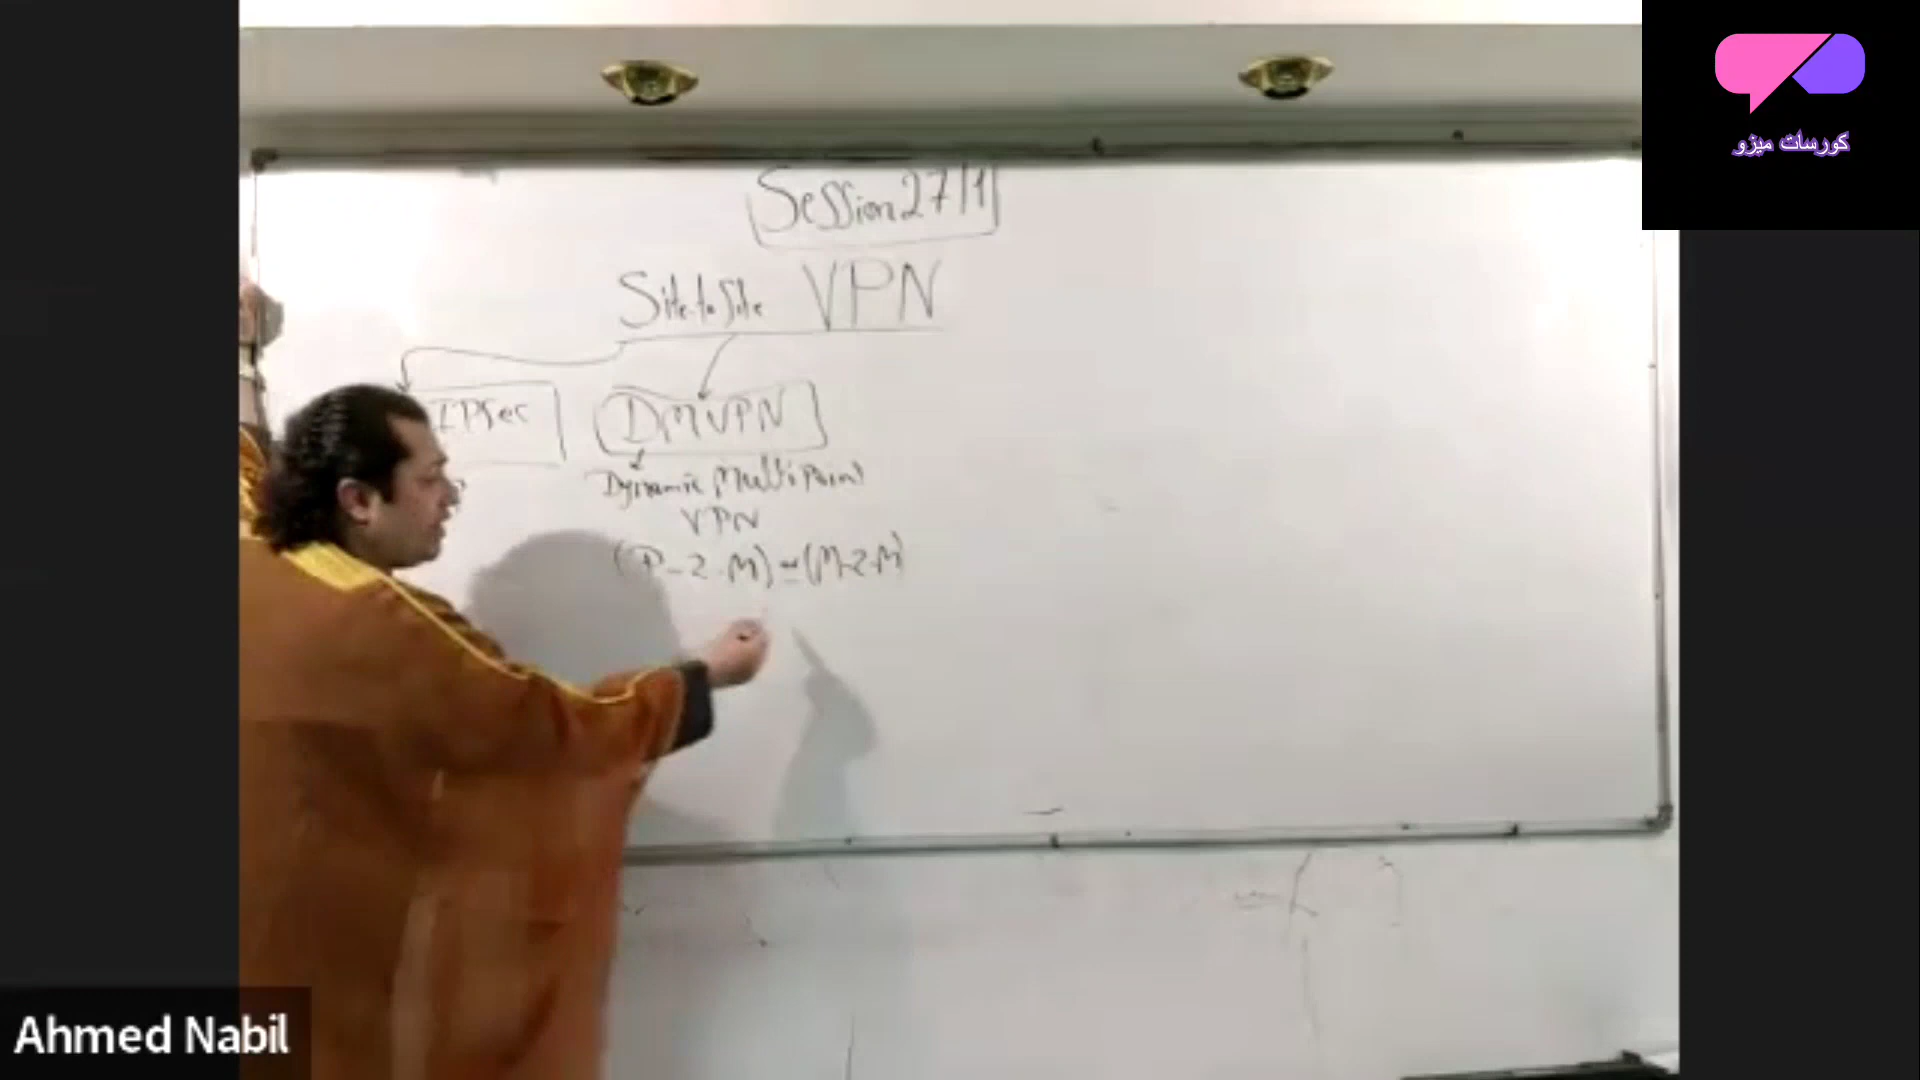 كورسات ميزو
Session 27/1
Site-to-Site VPN
IPSec
DMVPN
Dynamic MultiPoint
VPN
(P-2-M) ~ (M-2-M)
Ahmed Nabil